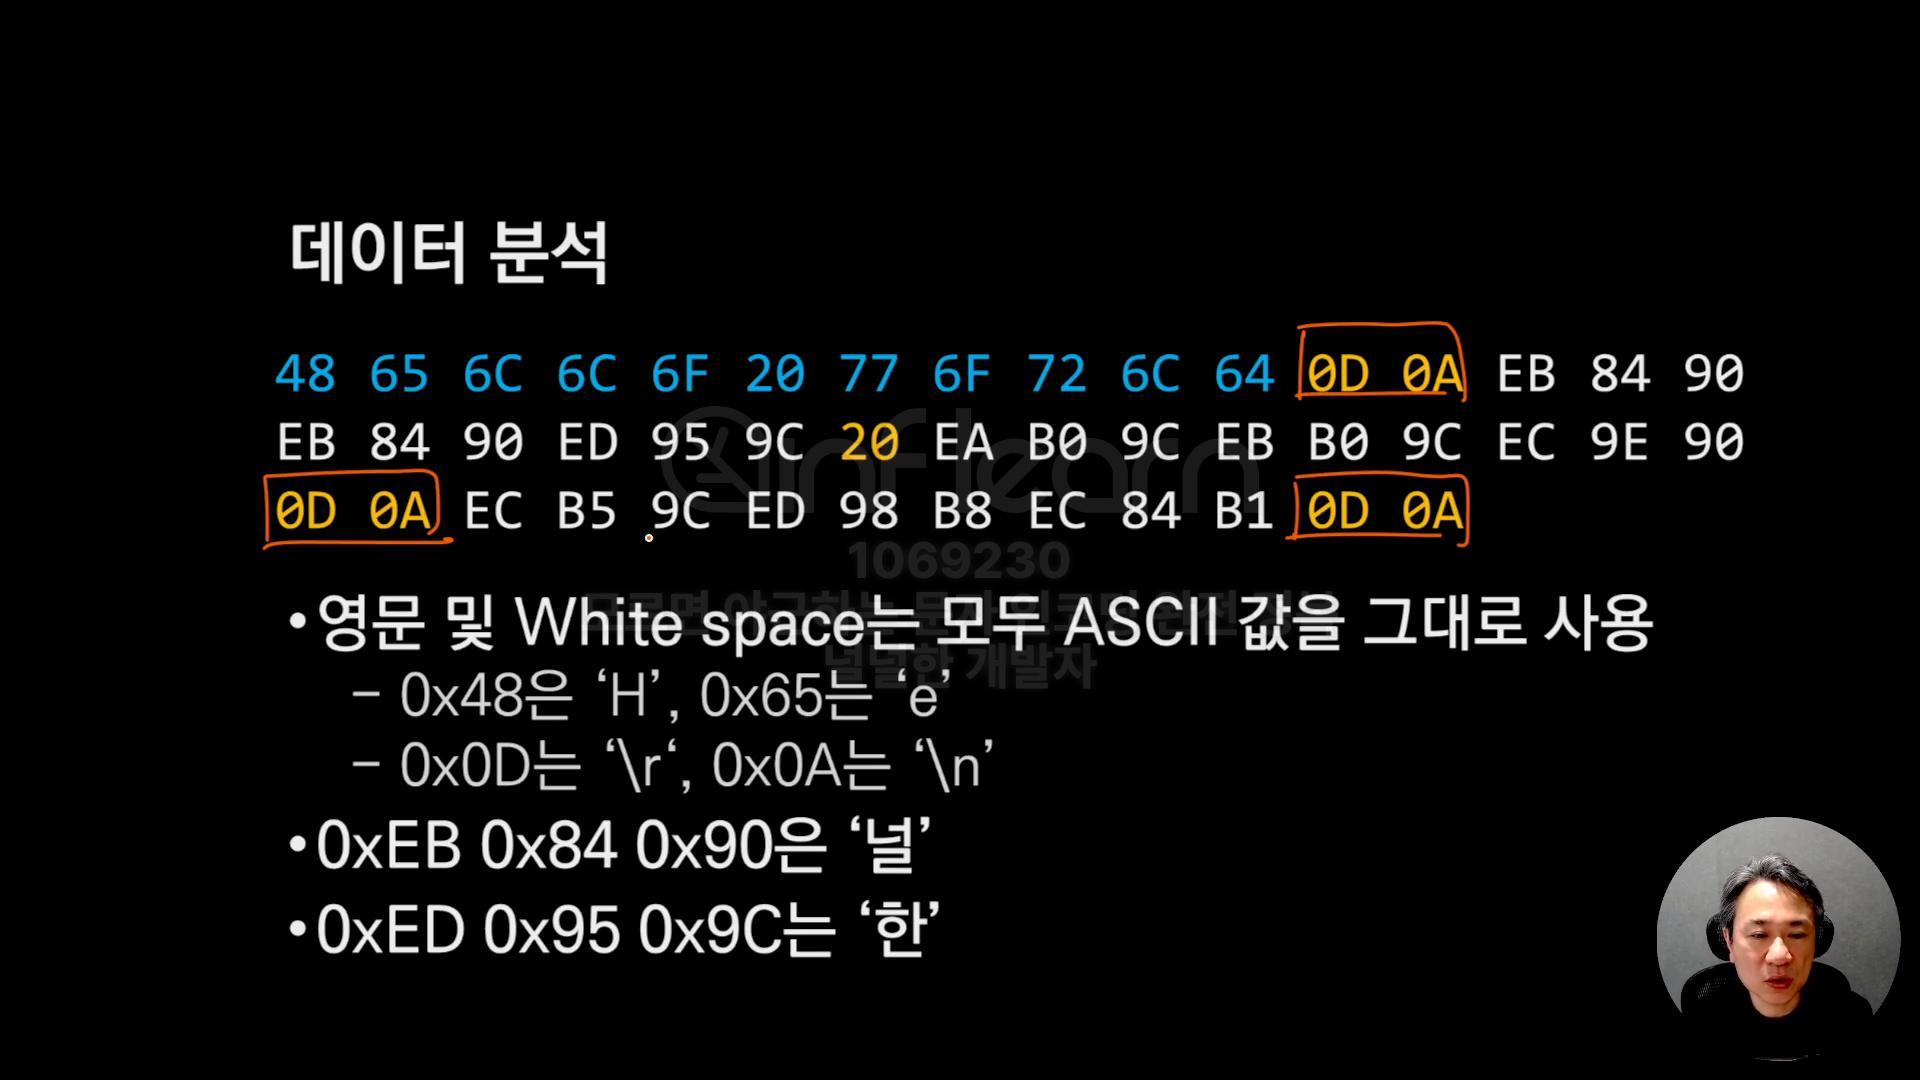 데이터 분석
48 65 6C 6C 6F 20 77 6F 72 6C 64 0D 0A EB 84 90
EB 84 90 ED 95 9C 20 EA B0 9C EB B0 9C EC 9E 90
0D 0A EC B5 9C ED 98 B8 EC 84 B1 0D 0A
inflearn
1069230
•영문 및 White space는 모두 ASCII 값을 그대로 사용
널널한 개발자
– 0x48은 ‘H’, 0x65는 ‘e’
– 0x0D는 ‘\r‘, 0x0A는 ‘\n’
•0xEB 0x84 0x90은 ‘널’
•0xED 0x95 0x9C는 ‘한’